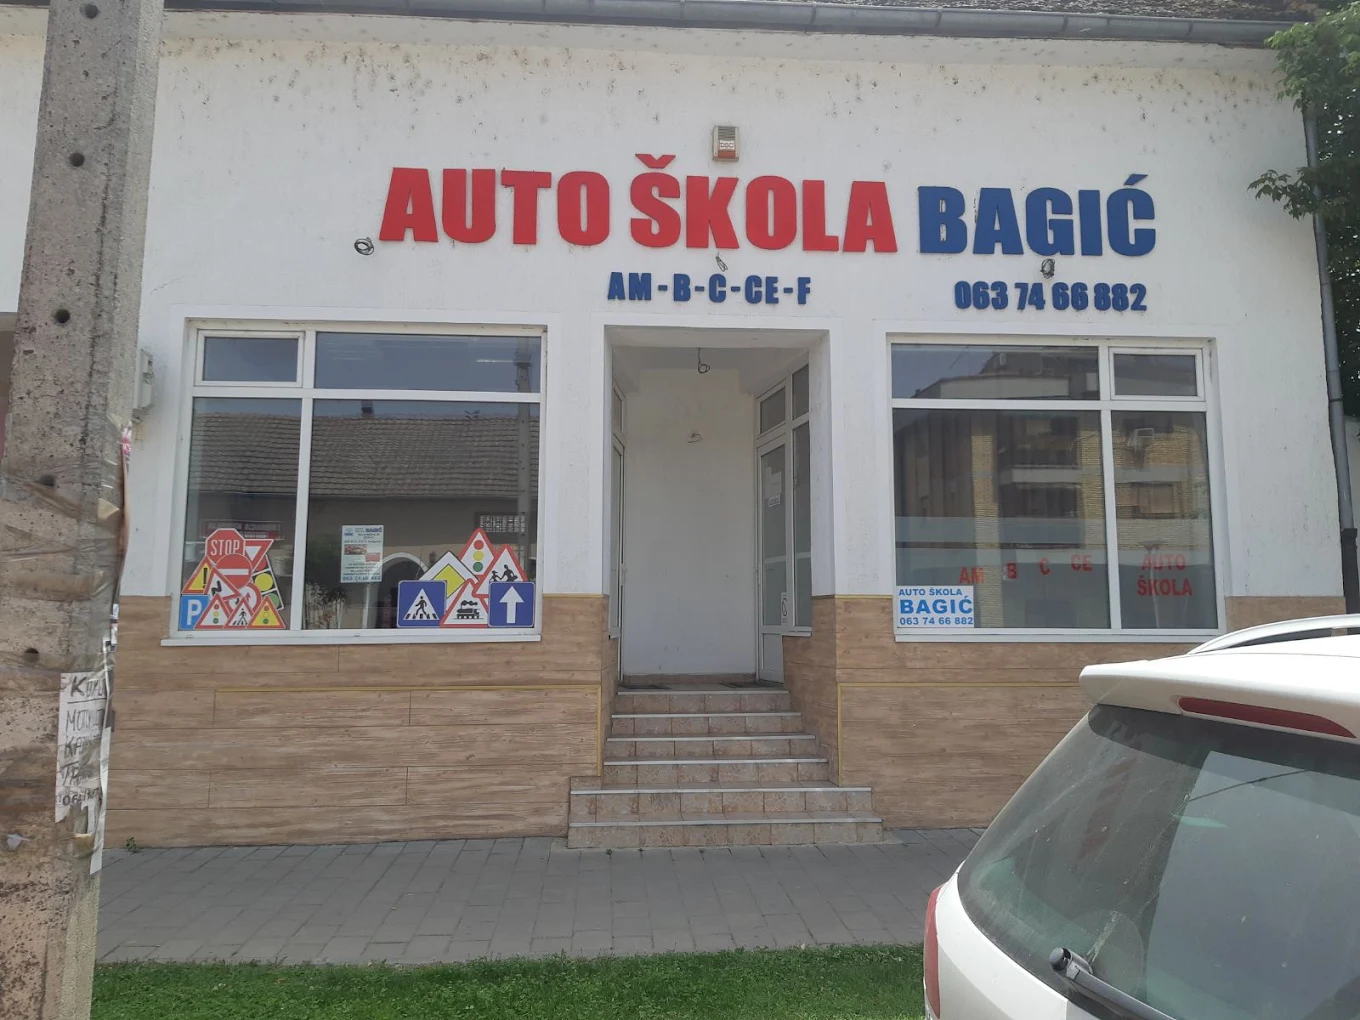 AUTO ŠKOLA BAGIĆ
AM - B - C - CE - F
063 74 66 882
STOP
P
BAGIĆ
AM B C CE
AUTO
ŠKOLA
AUTO ŠKOLA
BAGIĆ
063 74 66 882